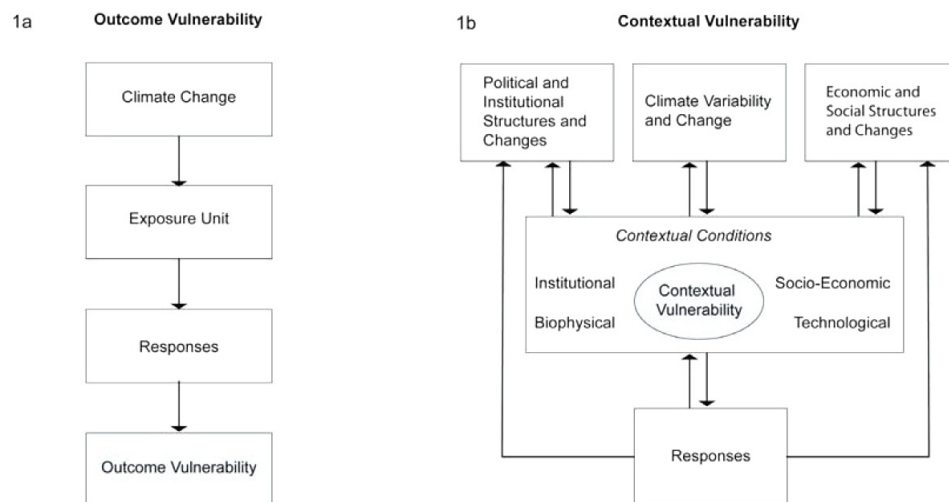 1a
Outcome Vulnerability
Climate Change
Exposure Unit
Responses
Outcome Vulnerability
1b
Contextual Vulnerability
Political and
Institutional
Structures and
Changes
Climate Variability
and Change
Economic and
Social Structures
and Changes
Contextual Conditions
Institutional
Biophysical
Contextual
Vulnerability
Socio-Economic
Technological
Responses